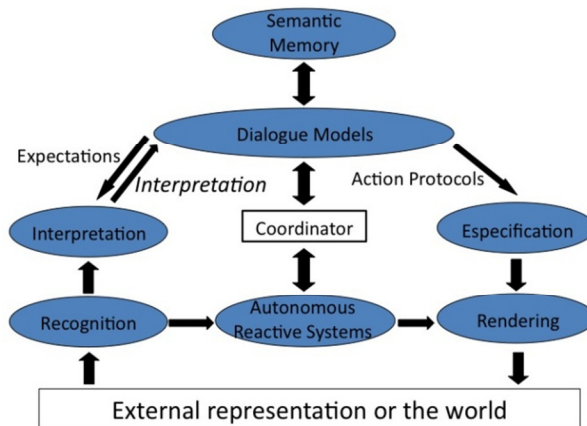 Semantic
Memory
Dialogue Models
Expectations
Interpretation
Action Protocols
Interpretation
Coordinator
Especification
Recognition
Autonomous
Reactive Systems
Rendering
External representation or the world